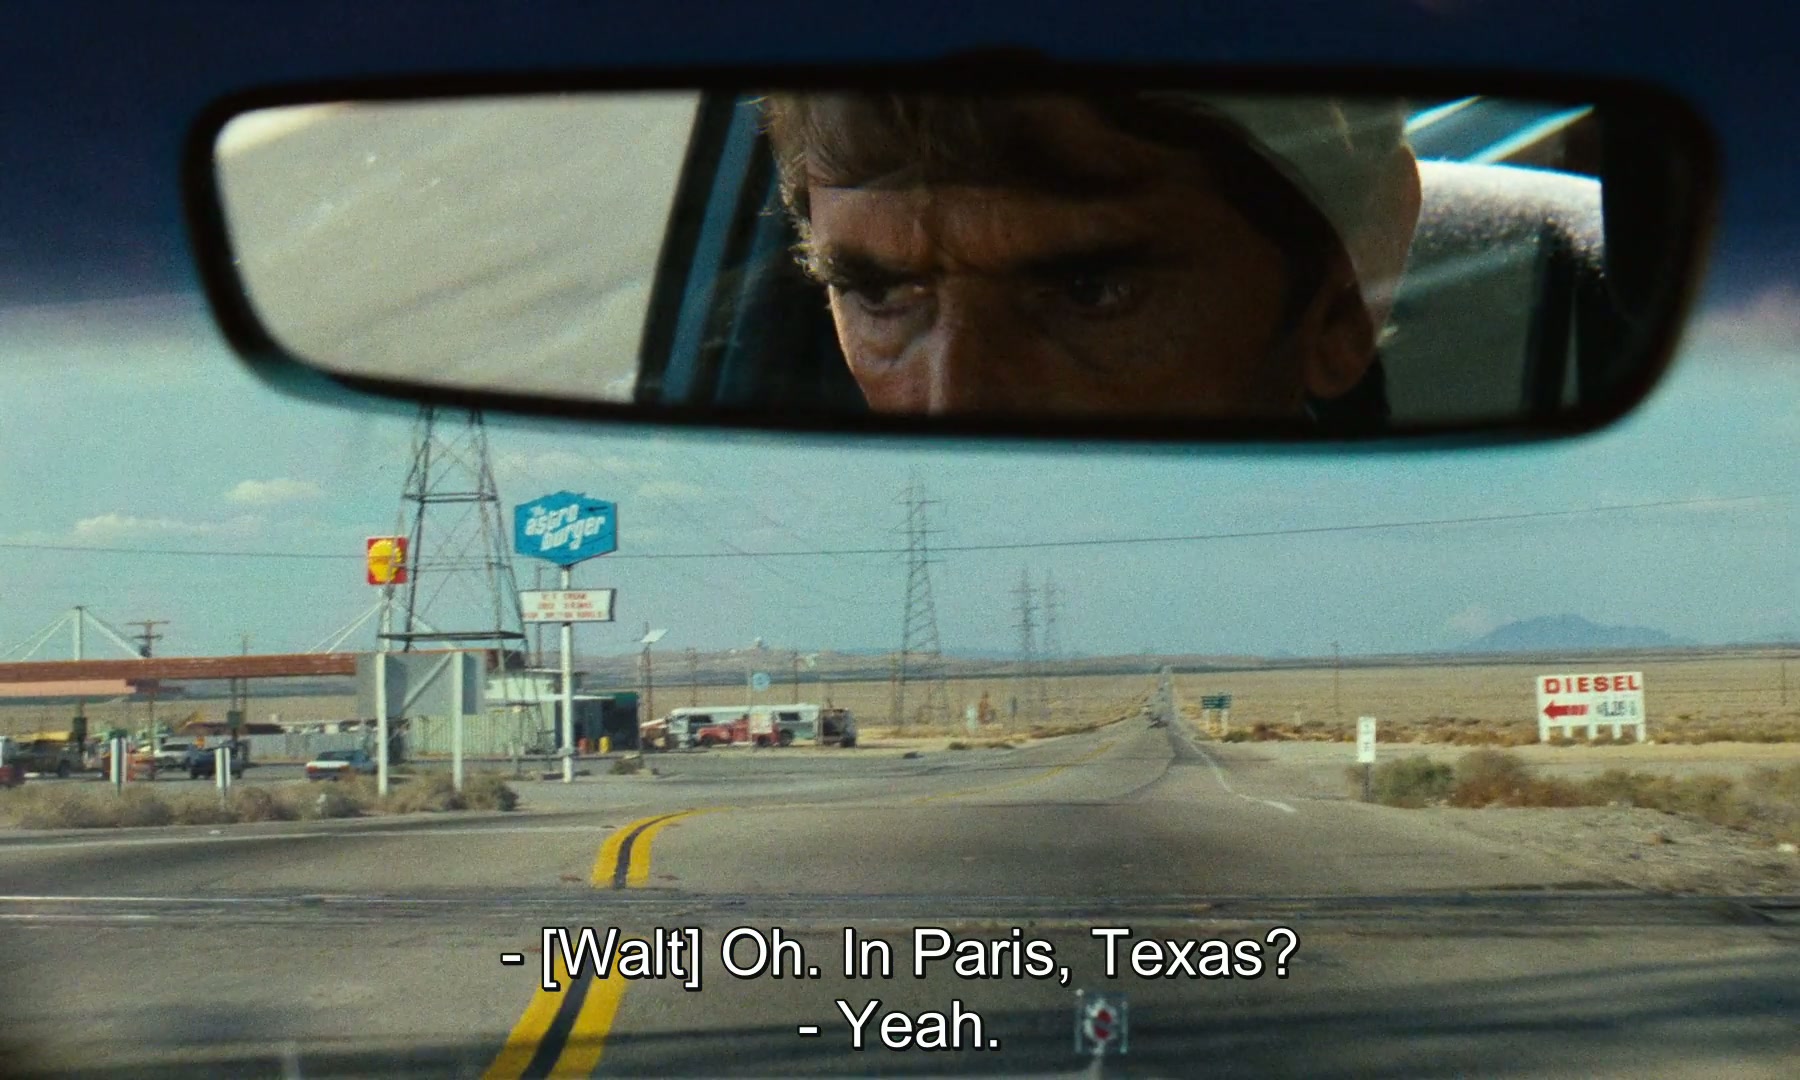 The
astro
burger
DIESEL
- [Walt] Oh. In Paris, Texas?
- Yeah.